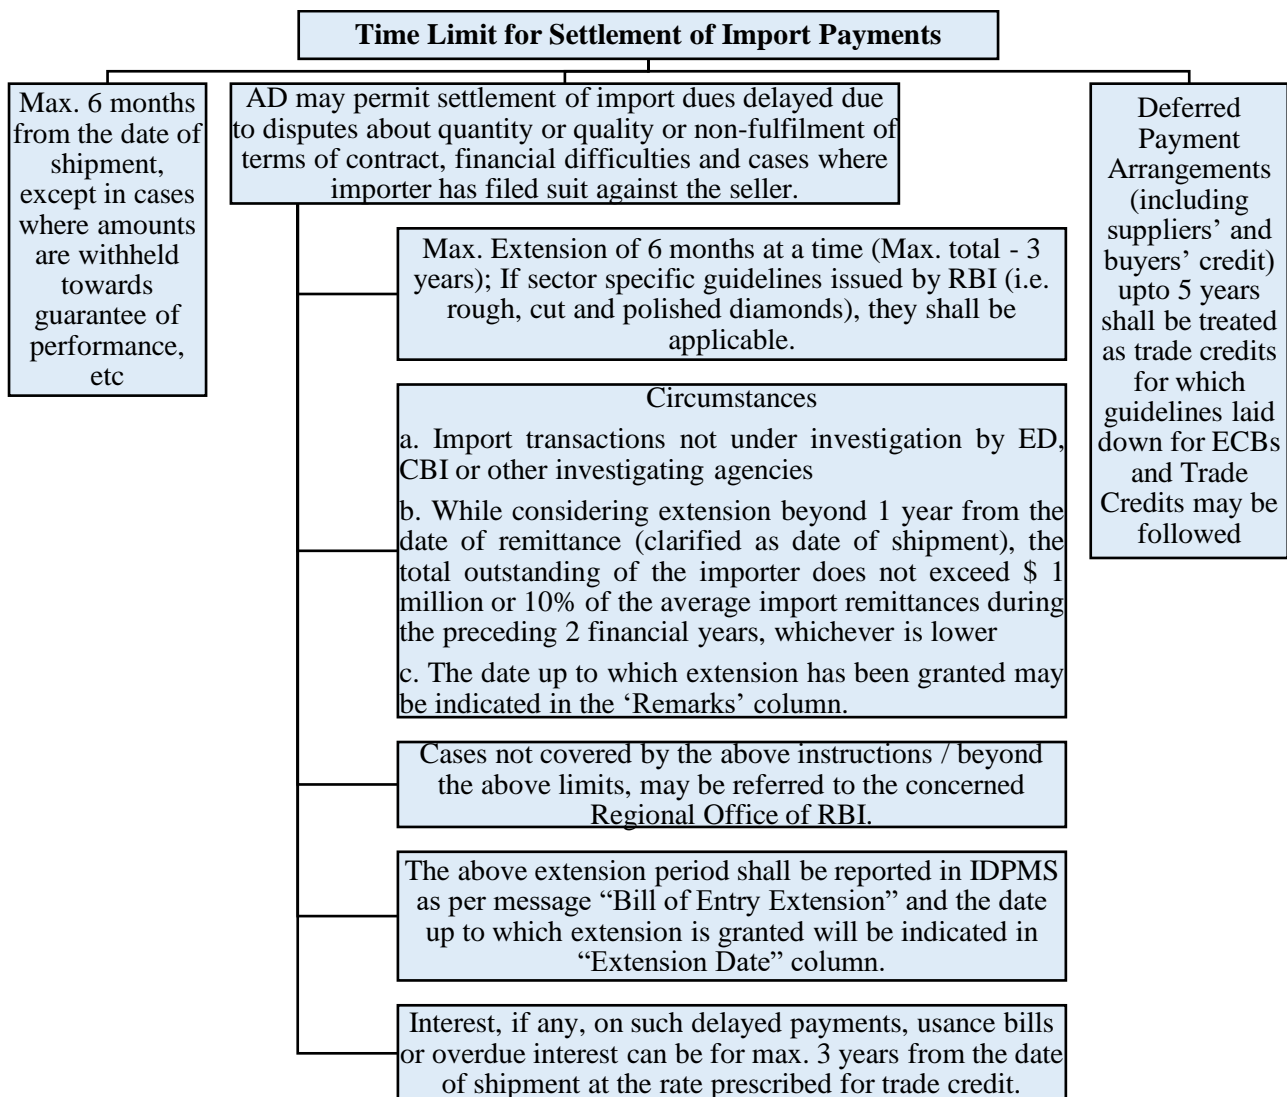 Time Limit for Settlement of Import Payments
Max. 6 months
from the date of
shipment,
except in cases
where amounts
are withheld
towards
guarantee of
performance,
etc
AD may permit settlement of import dues delayed due
to disputes about quantity or quality or non-fulfilment of
terms of contract, financial difficulties and cases where
importer has filed suit against the seller.
Max. Extension of 6 months at a time (Max. total - 3
years); If sector specific guidelines issued by RBI (i.e.
rough, cut and polished diamonds), they shall be
applicable.
Circumstances
a. Import transactions not under investigation by ED,
CBI or other investigating agencies
b. While considering extension beyond 1 year from the
date of remittance (clarified as date of shipment), the
total outstanding of the importer does not exceed $ 1
million or 10% of the average import remittances during
the preceding 2 financial years, whichever is lower
c. The date up to which extension has been granted may
be indicated in the ‘Remarks’ column.
Cases not covered by the above instructions / beyond
the above limits, may be referred to the concerned
Regional Office of RBI.
The above extension period shall be reported in IDPMS
as per message “Bill of Entry Extension” and the date
up to which extension is granted will be indicated in
“Extension Date” column.
Interest, if any, on such delayed payments, usance bills
or overdue interest can be for max. 3 years from the date
of shipment at the rate prescribed for trade credit.
Deferred
Payment
Arrangements
(including
suppliers’ and
buyers’ credit)
upto 5 years
shall be treated
as trade credits
for which
guidelines laid
down for ECBs
and Trade
Credits may be
followed